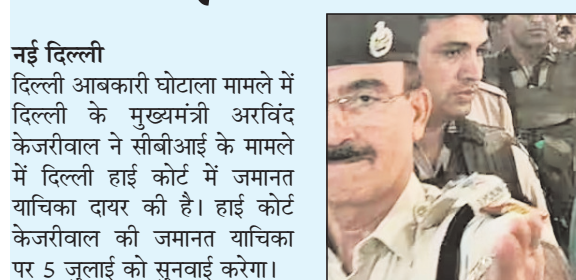 नई दिल्ली
दिल्ली आबकारी घोटाला मामले में
दिल्ली के मुख्यमंत्री अरविंद
केजरीवाल ने सीबीआई के मामले
में दिल्ली हाई कोर्ट में जमानत
याचिका दायर की है। हाई कोर्ट
केजरीवाल की जमानत याचिका
पर 5 जुलाई को सुनवाई करेगा।